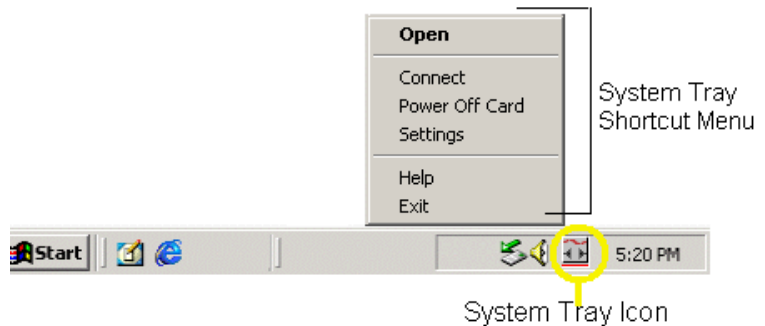 Open
Connect
Power Off Card
Settings
Help
Exit
System Tray
Shortcut Menu
Start
5:20 PM
System Tray Icon